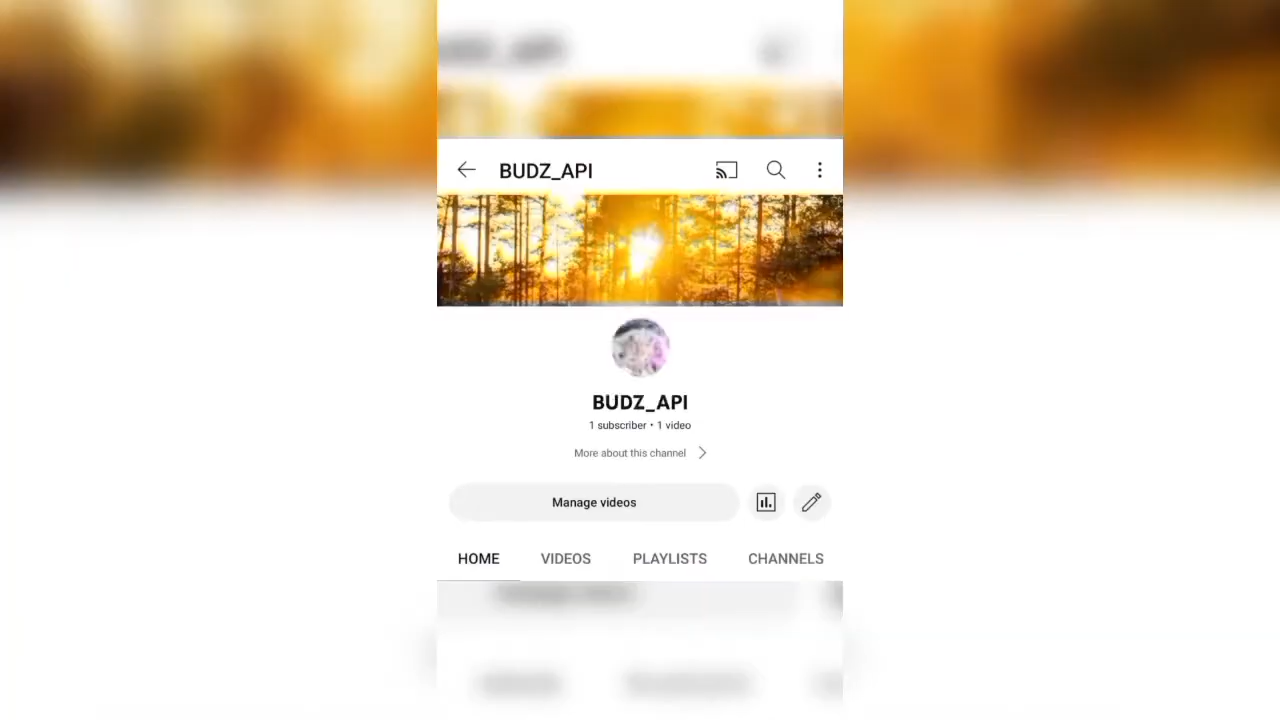 BUDZ_API
BUDZ_API
1 subscriber • 1 video
More about this channel
Manage videos
HOME VIDEOS PLAYLISTS CHANNELS